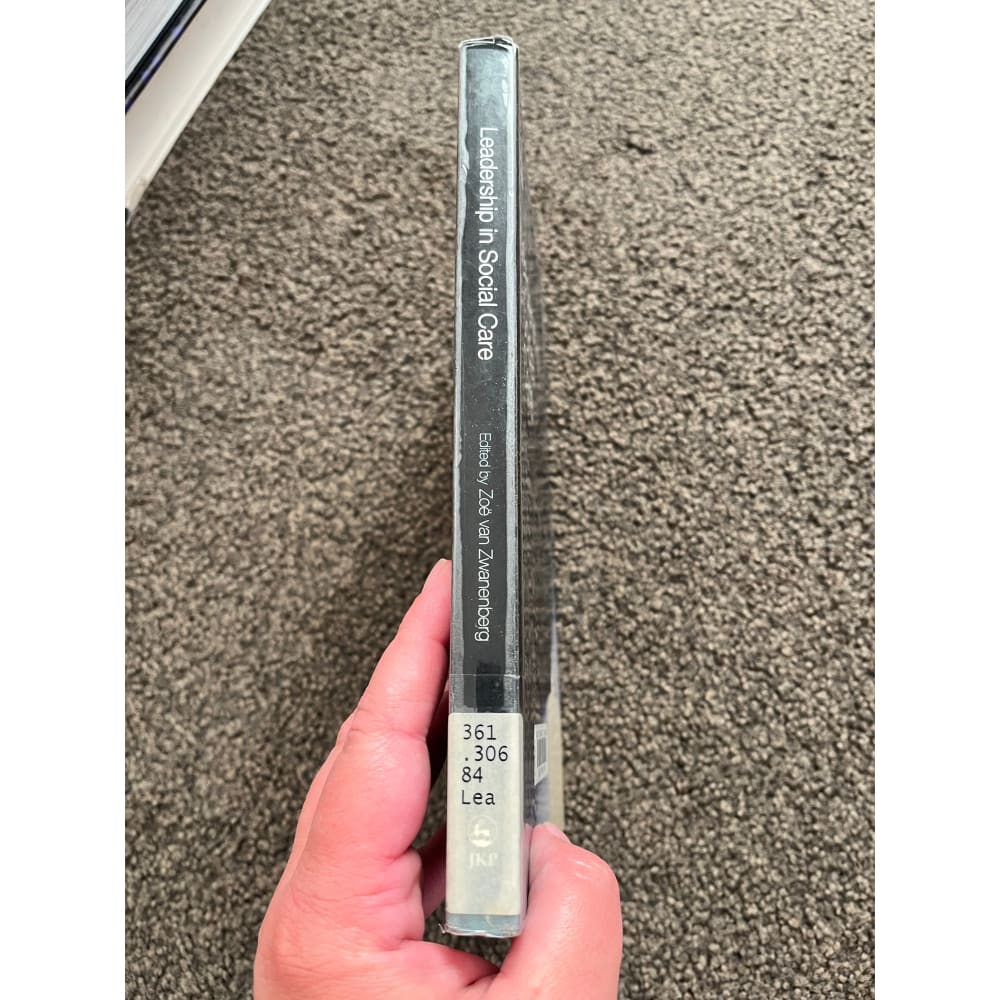 Leadership in Social Care
Edited by Zoë van Zwanenberg
361
.306
84
Lea
JKP